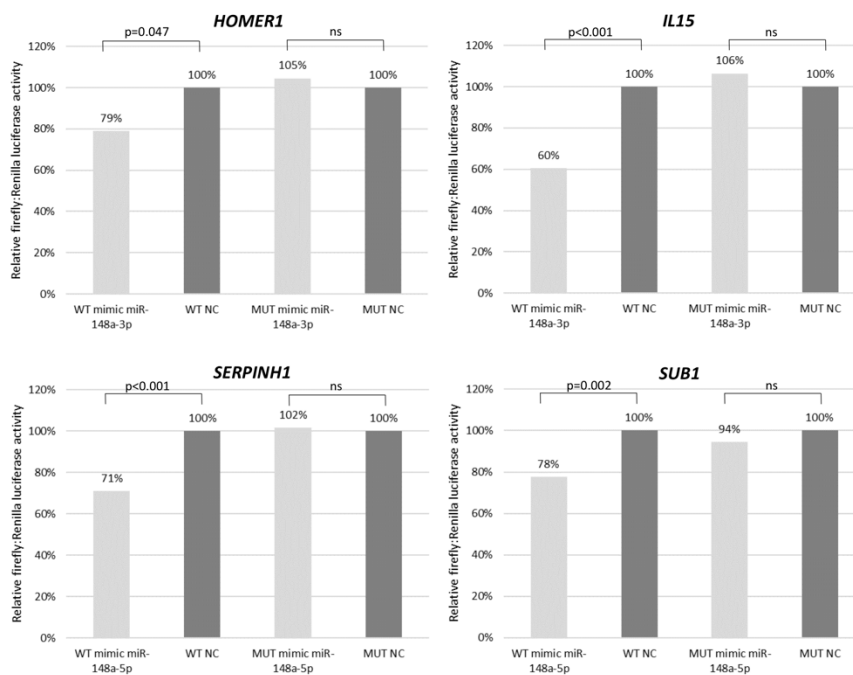 HOMER1
p=0.047
ns
120%
100%
80%
60%
40%
20%
0%
Relative firefly:Renilla luciferase activity
79%
100%
105%
100%
WT mimic miR-
148a-3p
WT NC
MUT mimic miR-
148a-3p
MUT NC
IL15
p<0.001
ns
120%
100%
80%
60%
40%
20%
0%
Relative firefly:Renilla luciferase activity
60%
100%
106%
100%
WT mimic miR-
148a-3p
WT NC
MUT mimic miR-
148a-3p
MUT NC
SERPINH1
p<0.001
ns
120%
100%
80%
60%
40%
20%
0%
Relative firefly:Renilla luciferase activity
71%
100%
102%
100%
WT mimic miR-
148a-5p
WT NC
MUT mimic miR-
148a-5p
MUT NC
SUB1
p=0.002
ns
120%
100%
80%
60%
40%
20%
0%
Relative firefly:Renilla luciferase activity
78%
100%
94%
100%
WT mimic miR-
148a-5p
WT NC
MUT mimic miR-
148a-5p
MUT NC